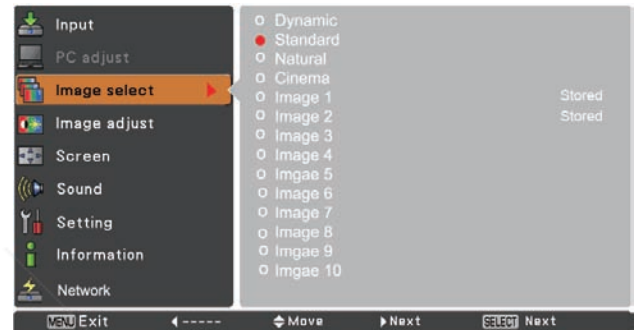 Input
PC adjust
Image select
Image adjust
Screen
Sound
Setting
Information
Network
O Dynamic
Standard
O Natural
O Cinema
O Image 1 Stored
O Image 2 Stored
O Image 3
O Image 4
O Imgae 5
O Image 6
O Image 7
O Image 8
O Imgae 9
O Imgae 10
MENU Exit ----- Move Next SELECT Next